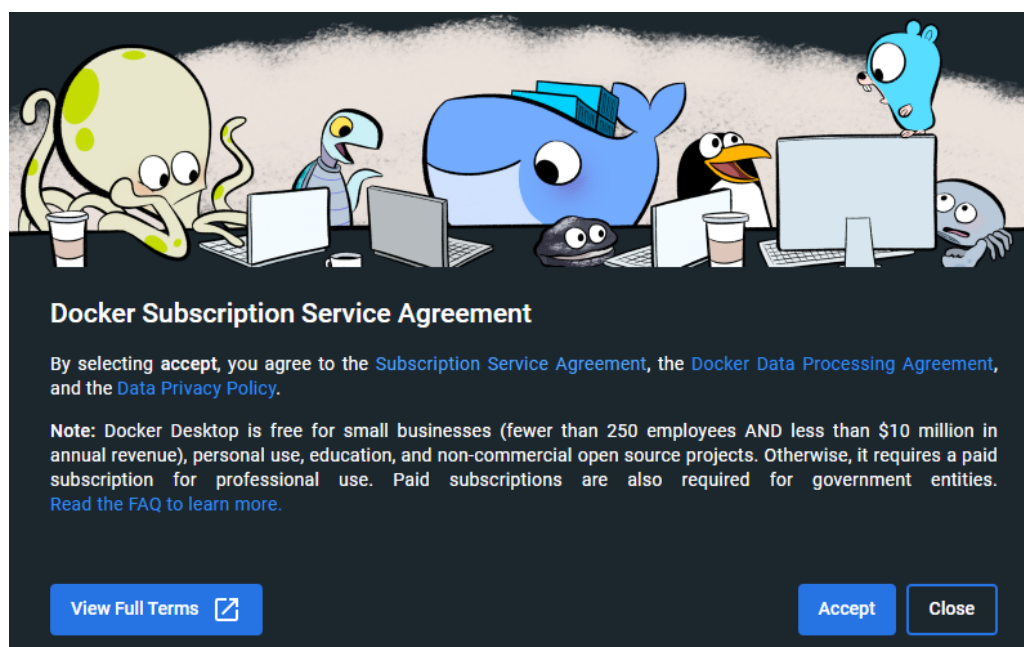 Docker Subscription Service Agreement
By selecting accept, you agree to the Subscription Service Agreement, the Docker Data Processing Agreement,
and the Data Privacy Policy.
Note: Docker Desktop is free for small businesses (fewer than 250 employees AND less than $10 million in
annual revenue), personal use, education, and non-commercial open source projects. Otherwise, it requires a paid
subscription for professional use. Paid subscriptions are also required for government entities.
Read the FAQ to learn more.
View Full Terms
Accept
Close